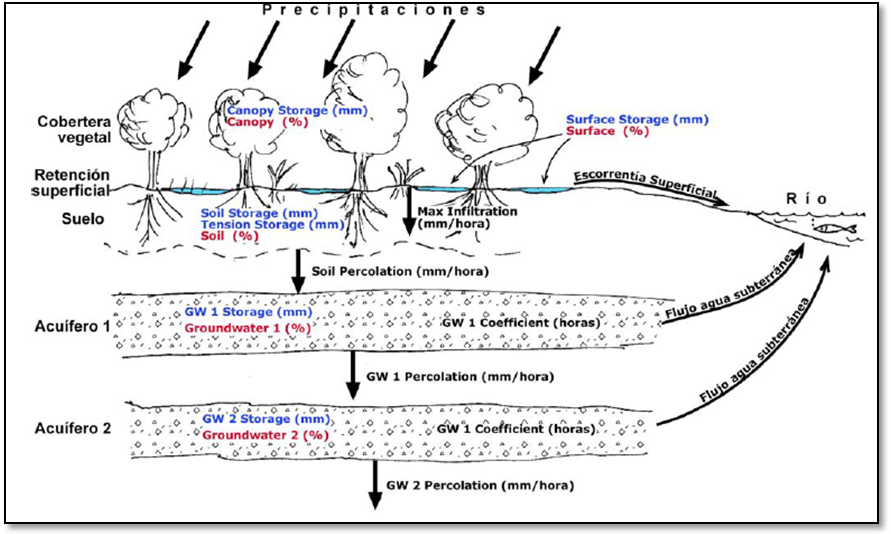 Precipitaciones
Cobertera
vegetal
Canopy Storage (mm)
Canopy (%)
Surface Storage (mm)
Surface (%)
Retención
superficial
Escorrentía Superficial
Río
Suelo
Soil Storage (mm)
Tension Storage (mm)
Soil (%)
Max Infiltration
(mm/hora)
Soil Percolation (mm/hora)
Flujo agua subterránea
Acuífero 1
GW 1 Storage (mm)
Groundwater 1 (%)
GW 1 Coefficient (horas)
GW 1 Percolation (mm/hora)
Flujo agua subterránea
Acuífero 2
GW 2 Storage (mm)
Groundwater 2 (%)
GW 1 Coefficient (horas)
GW 2 Percolation (mm/hora)